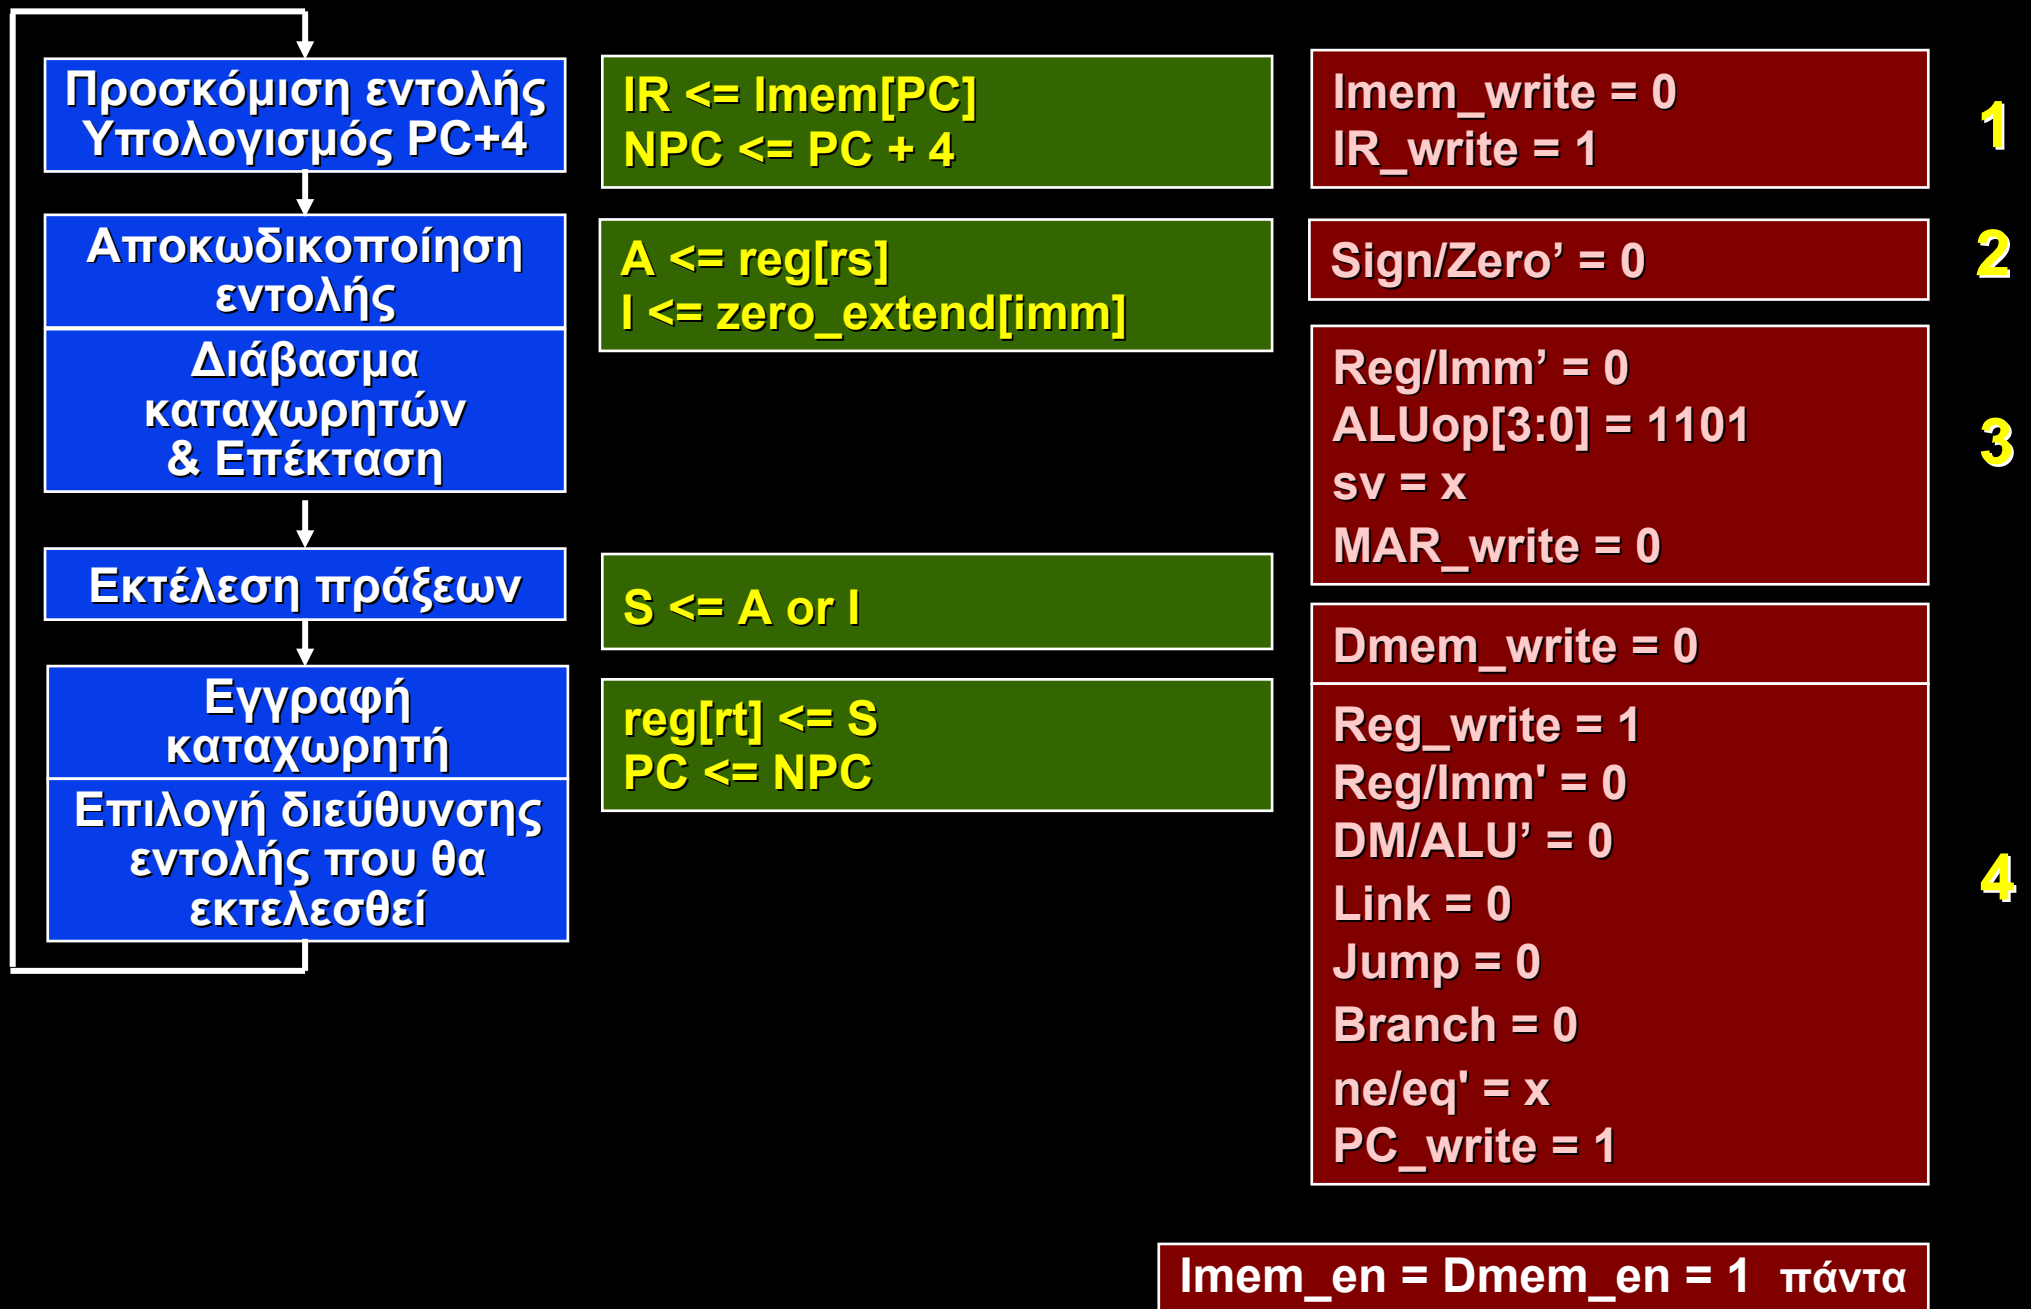 Προσκόμιση εντολής
Υπολογισμός PC+4
IR <= Imem[PC]
NPC <= PC + 4
Imem_write = 0
IR_write = 1
1
Αποκωδικοποίηση
εντολής
Διάβασμα
καταχωρητών
& Επέκταση
A <= reg[rs]
I <= zero_extend[imm]
Sign/Zero’ = 0
2
Reg/Imm’ = 0
ALUop[3:0] = 1101
sv = x
MAR_write = 0
3
Εκτέλεση πράξεων
S <= A or I
Dmem_write = 0
Εγγραφή
καταχωρητή
Επιλογή διεύθυνσης
εντολής που θα
εκτελεσθεί
reg[rt] <= S
PC <= NPC
Reg_write = 1
Reg/Imm' = 0
DM/ALU’ = 0
Link = 0
Jump = 0
Branch = 0
ne/eq' = x
PC_write = 1
4
Imem_en = Dmem_en = 1 πάντα